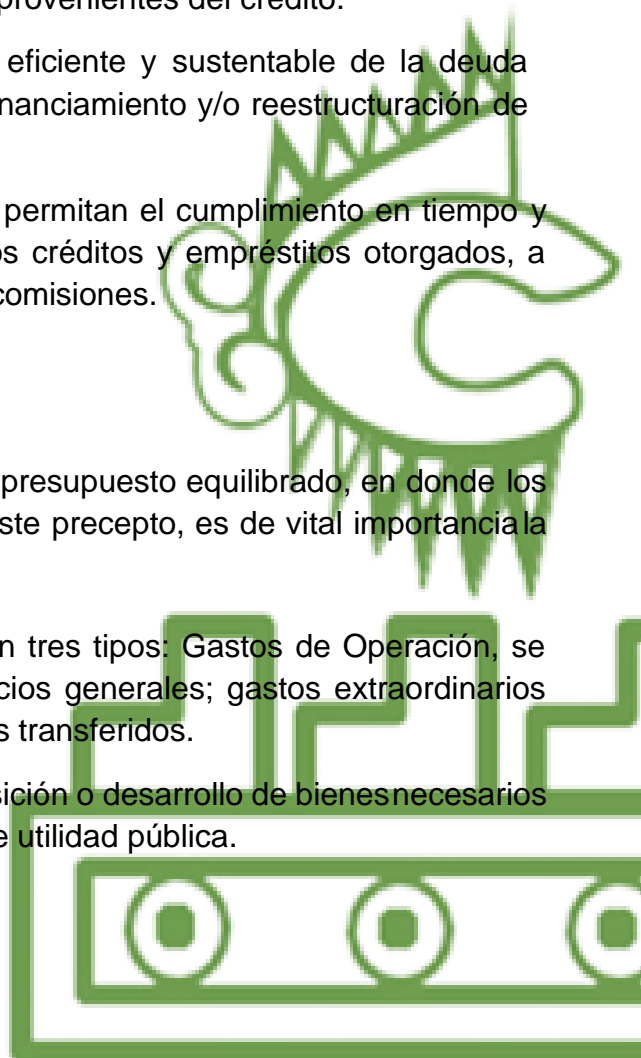 provenientes del crédito.
eficiente y sustentable de la deuda
nanciamiento y/o reestructuración de
permitan el cumplimiento en tiempo y
os créditos y empréstitos otorgados, a
comisiones.
presupuesto equilibrado, en donde los
ste precepto, es de vital importancia la
n tres tipos: Gastos de Operación, se
cios generales; gastos extraordinarios
s transferidos.
sición o desarrollo de bienes necesarios
e utilidad pública.